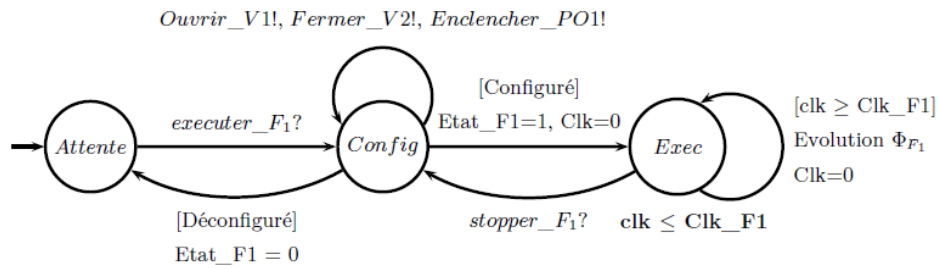 Ouvrir_V1!, Fermer_V2!, Enclencher_PO1!
[Configuré]
Etat_F1=1, Clk=0
executer_F₁?
Attente
Config
Exec
[clk ≥ Clk_F1]
Evolution Φ_F₁
Clk=0
[Déconfiguré]
Etat_F1 = 0
stopper_F₁?
clk ≤ Clk_F1